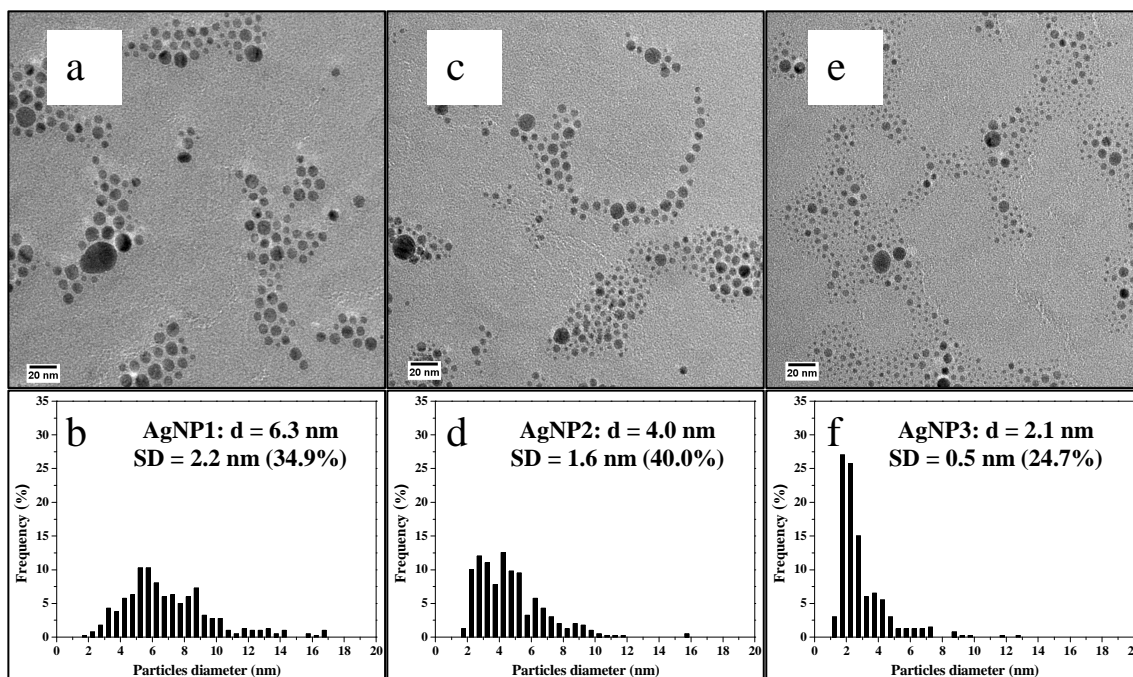 a
c
e
20 nm
20 nm
20 nm
b
AgNP1: d = 6.3 nm
SD = 2.2 nm (34.9%)
Frequency (%)
0
5
10
15
20
25
30
35
0 2 4 6 8 10 12 14 16 18 20
Particles diameter (nm)
d
AgNP2: d = 4.0 nm
SD = 1.6 nm (40.0%)
Frequency (%)
0
5
10
15
20
25
30
35
0 2 4 6 8 10 12 14 16 18 20
Particles diameter (nm)
f
AgNP3: d = 2.1 nm
SD = 0.5 nm (24.7%)
Frequency (%)
0
5
10
15
20
25
30
35
0 2 4 6 8 10 12 14 16 18 20
Particles diameter (nm)